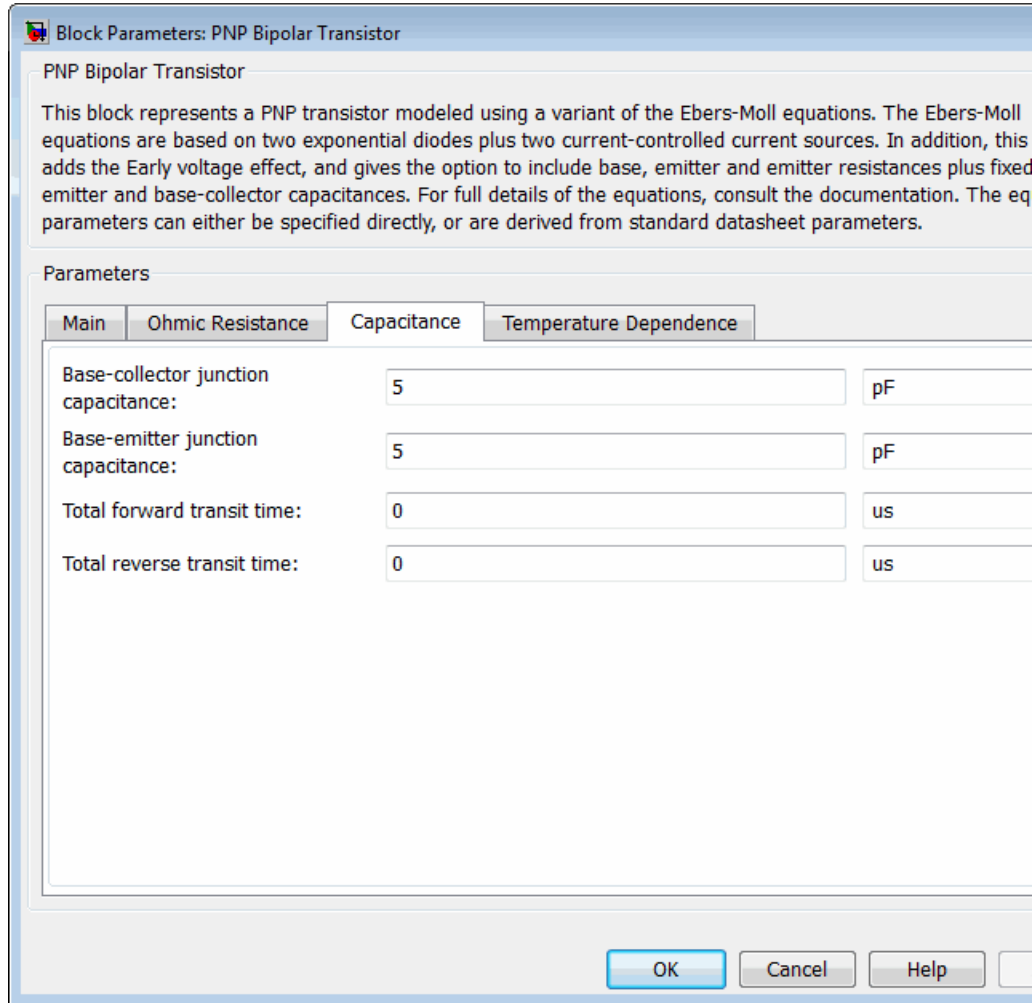 Block Parameters: PNP Bipolar Transistor
PNP Bipolar Transistor
This block represents a PNP transistor modeled using a variant of the Ebers-Moll equations. The Ebers-Moll
equations are based on two exponential diodes plus two current-controlled current sources. In addition, this
adds the Early voltage effect, and gives the option to include base, emitter and emitter resistances plus fixed
emitter and base-collector capacitances. For full details of the equations, consult the documentation. The eq
parameters can either be specified directly, or are derived from standard datasheet parameters.
Parameters
Main Ohmic Resistance Capacitance Temperature Dependence
Base-collector junction
capacitance: 5 pF
Base-emitter junction
capacitance: 5 pF
Total forward transit time: 0 us
Total reverse transit time: 0 us
OK Cancel Help